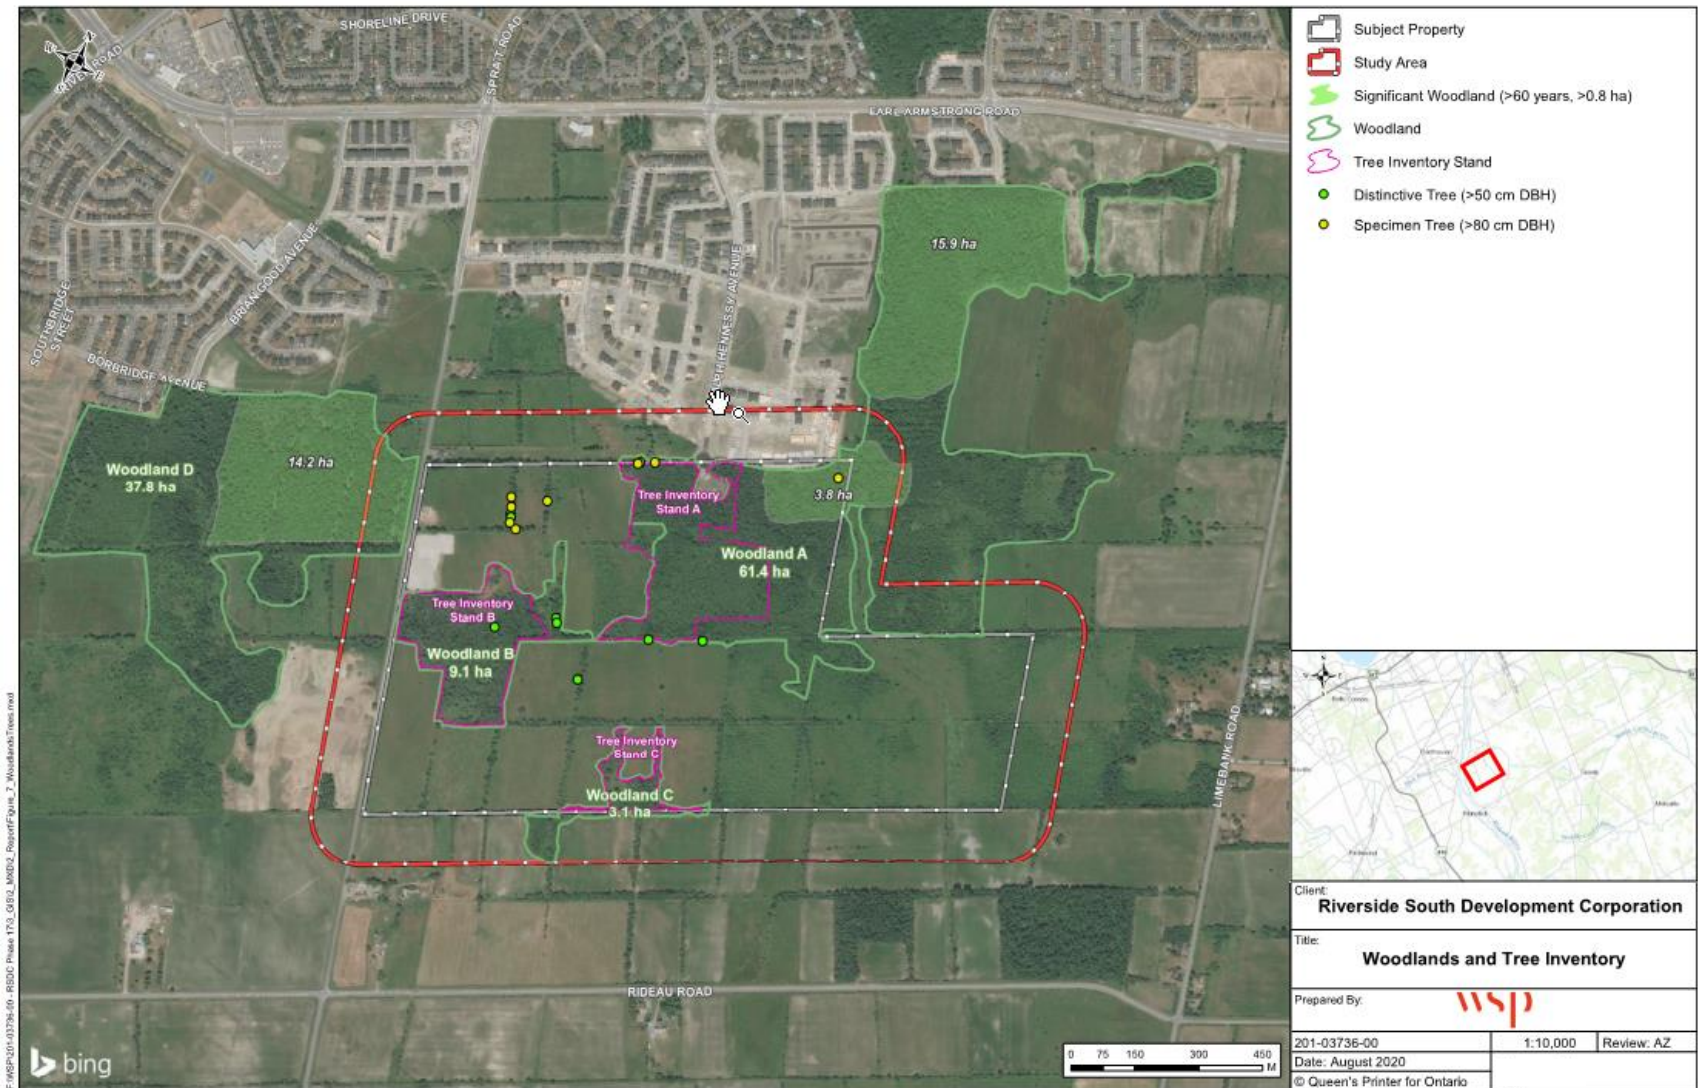 SHORELINE DRIVE
SPRATT ROAD
RIVER ROAD
EARL ARMSTRONG ROAD
15.9 ha
BRIAN GOOD AVENUE
SOUTHBRIDGE
STREET
BORBRIDGE AVENUE
HENNESSY AVENUE
Woodland D
37.8 ha
14.2 ha
Tree Inventory
Stand A
3.8 ha
Woodland A
61.4 ha
Tree Inventory
Stand B
Woodland B
9.1 ha
Tree Inventory
Stand C
Woodland C
3.1 ha
LIMEBANK ROAD
RIDEAU ROAD
bing
0 75 150 300 450
M
Subject Property
Study Area
Significant Woodland (>60 years, >0.8 ha)
Woodland
Tree Inventory Stand
Distinctive Tree (>50 cm DBH)
Specimen Tree (>80 cm DBH)
Client:
Riverside South Development Corporation
Title:
Woodlands and Tree Inventory
Prepared By:
wsp
201-03736-00 1:10,000 Review: AZ
Date: August 2020
© Queen's Printer for Ontario